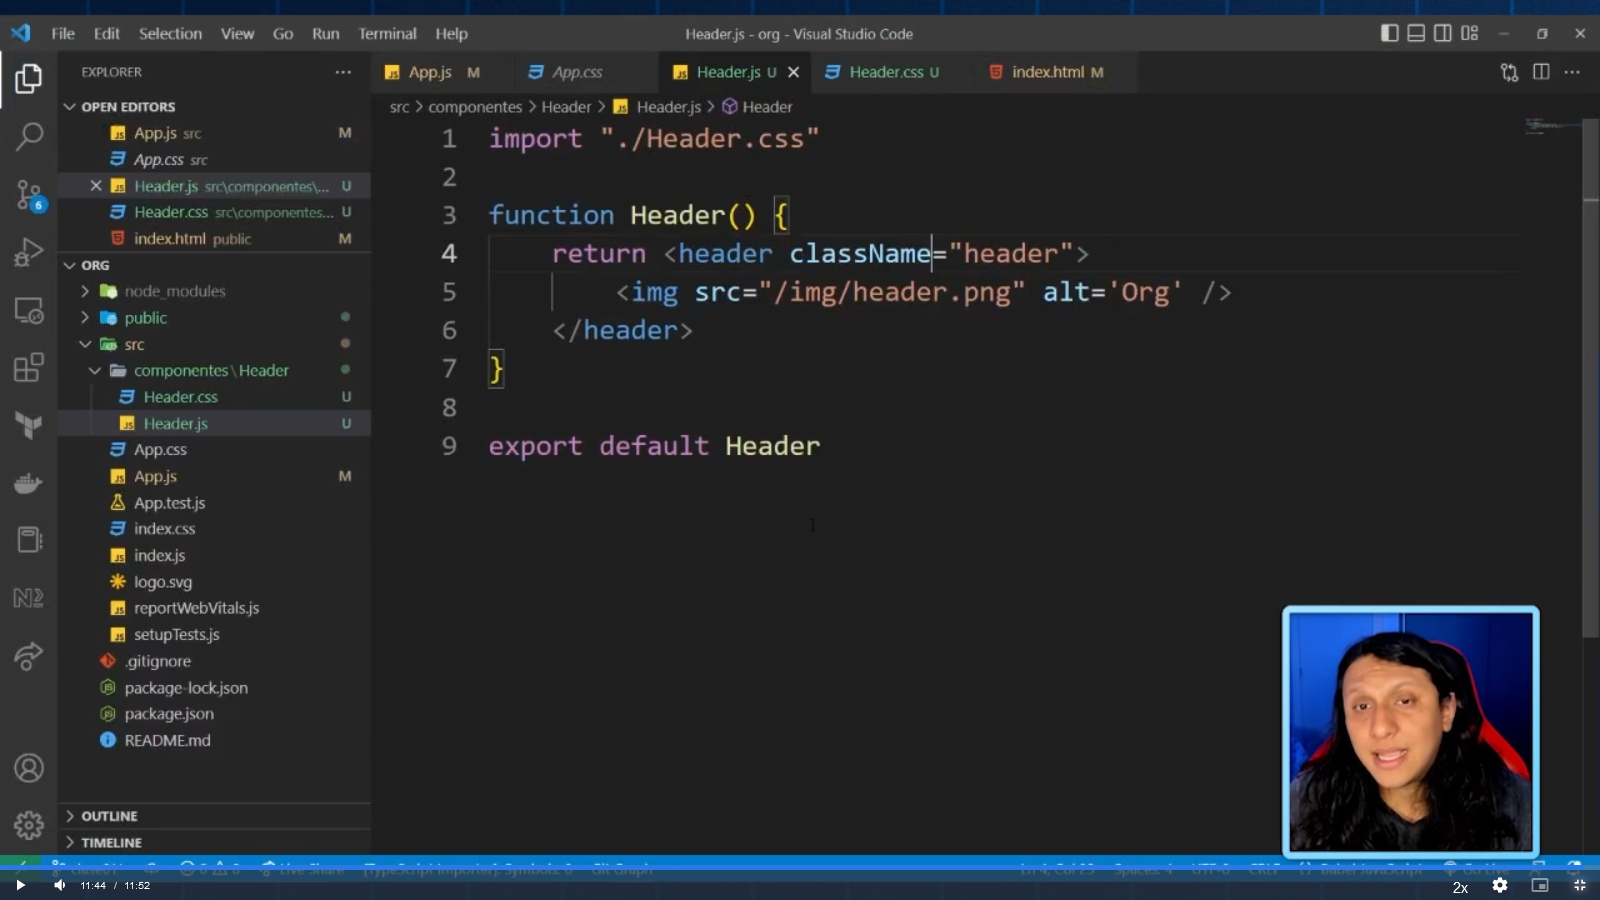 File Edit Selection View Go Run Terminal Help
Header.js - org - Visual Studio Code
EXPLORER
App.js M
App.css
Header.js U
Header.css U
index.html M
OPEN EDITORS
App.js src M
App.css src
Header.js src\componentes\... U
Header.css src\componentes... U
index.html public M
ORG
node_modules
public
src
componentes\Header
Header.css U
Header.js U
App.css
App.js M
App.test.js
index.css
index.js
logo.svg
reportWebVitals.js
setupTests.js
.gitignore
package-lock.json
package.json
README.md
OUTLINE
TIMELINE
6
src > componentes > Header > Header.js > Header
1 import "./Header.css"
2
3 function Header() {
4 return <header className="header">
5 <img src="/img/header.png" alt='Org' />
6 </header>
7 }
8
9 export default Header
11:44 / 11:52
2x